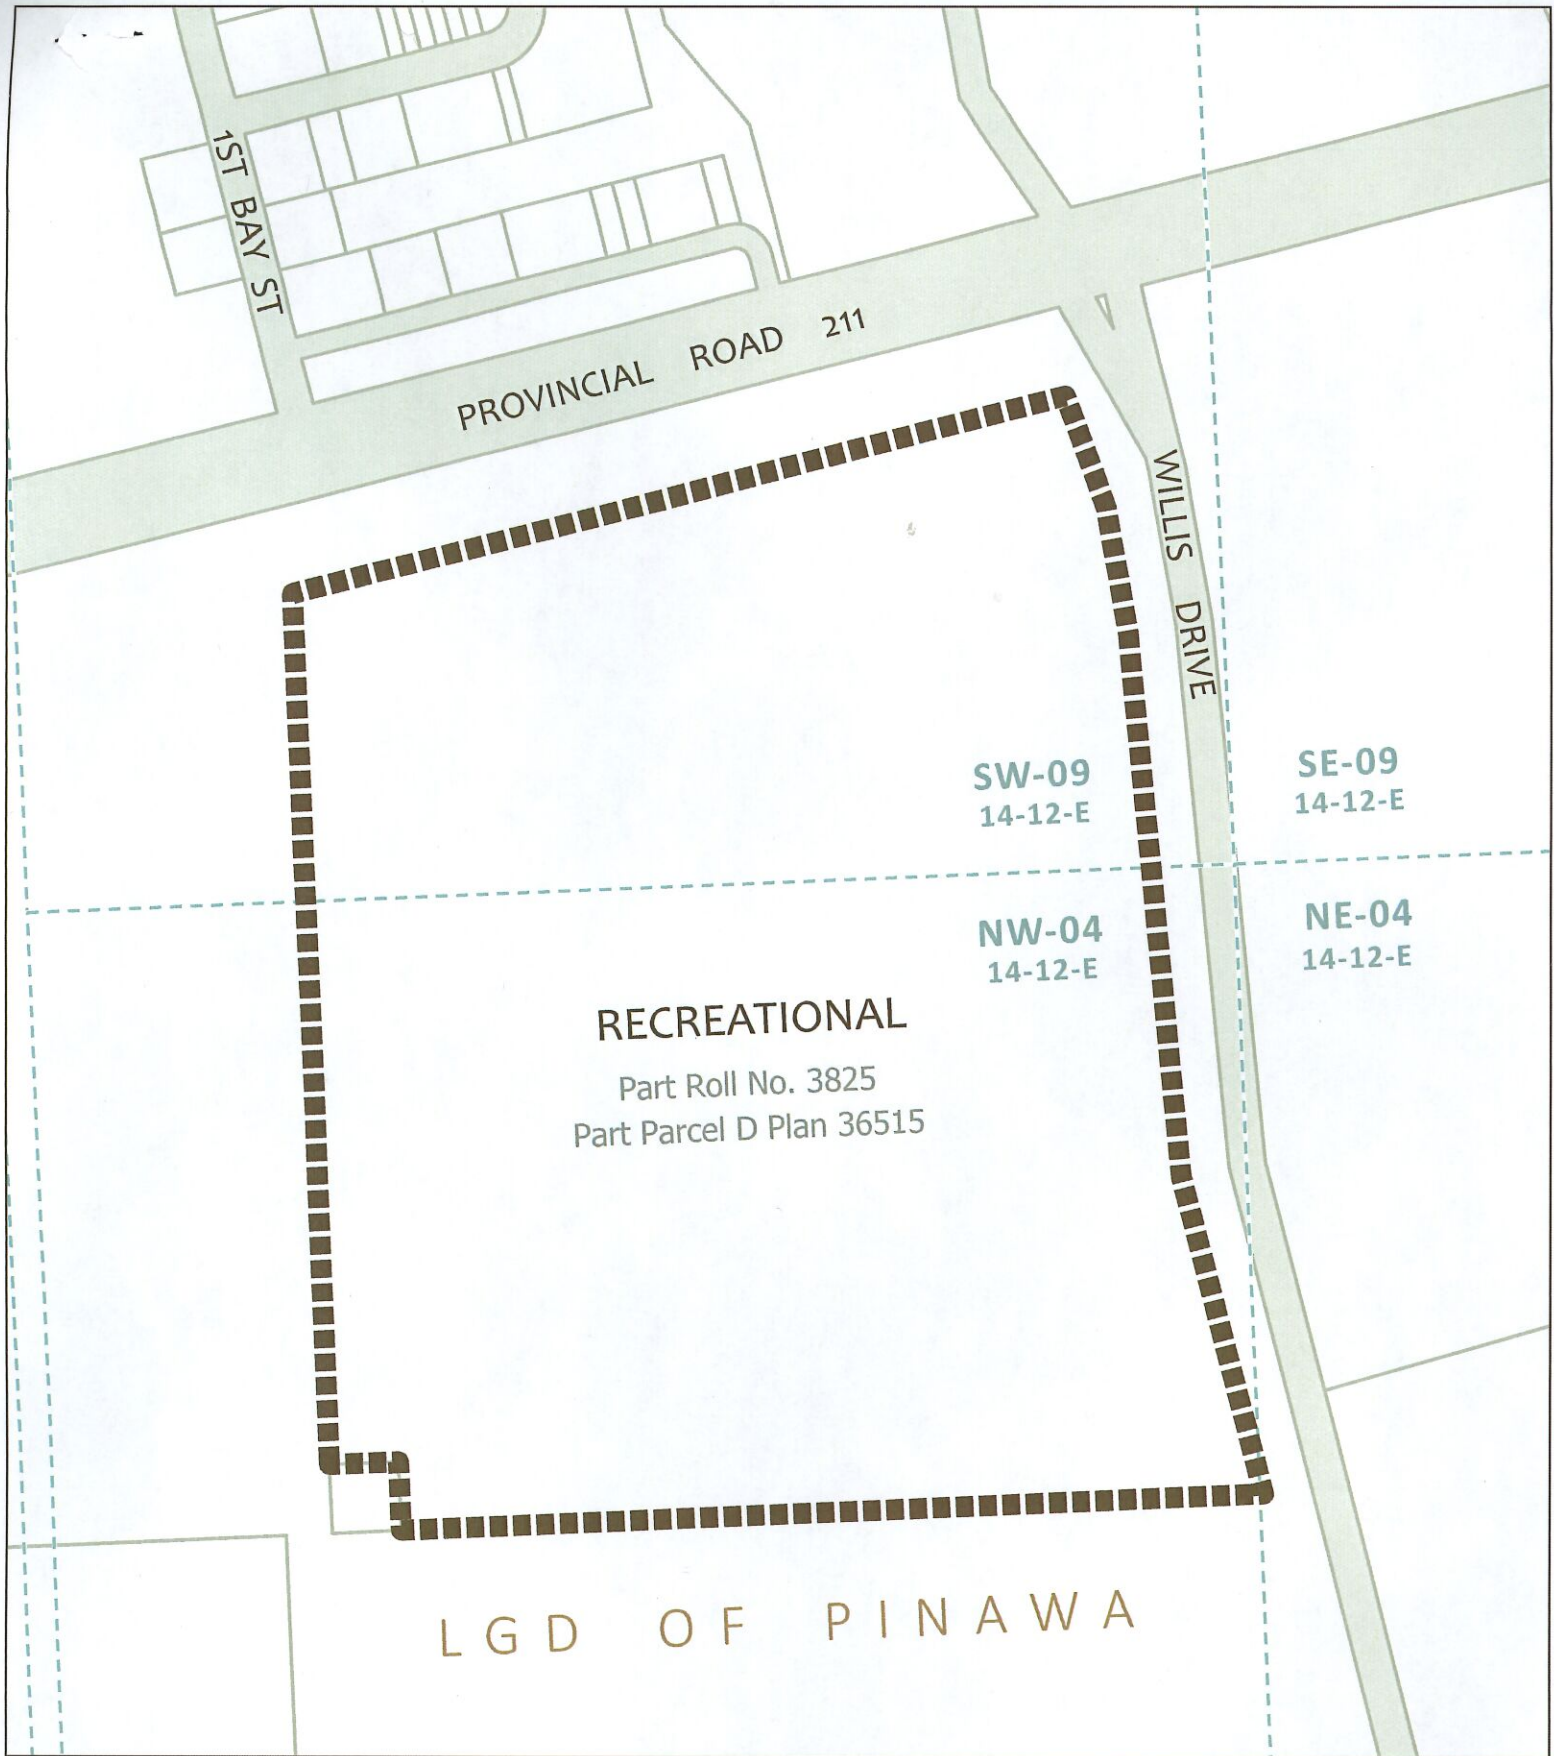 1ST BAY ST
PROVINCIAL ROAD 211
WILLIS DRIVE
SW-09
14-12-E
SE-09
14-12-E
NW-04
14-12-E
NE-04
14-12-E
RECREATIONAL
Part Roll No. 3825
Part Parcel D Plan 36515
LGD OF PINAWA